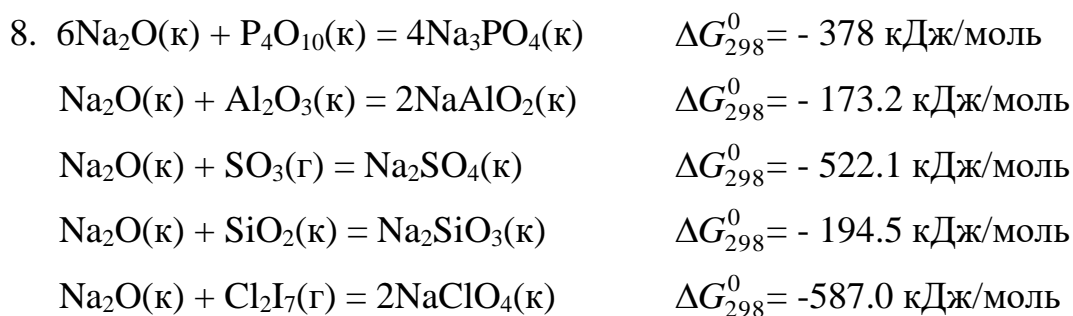 8. 6Na₂O(к) + P₄O₁₀(к) = 4Na₃PO₄(к) ΔG⁰₂₉₈= - 378 кДж/моль
Na₂O(к) + Al₂O₃(к) = 2NaAlO₂(к) ΔG⁰₂₉₈= - 173.2 кДж/моль
Na₂O(к) + SO₃(г) = Na₂SO₄(к) ΔG⁰₂₉₈= - 522.1 кДж/моль
Na₂O(к) + SiO₂(к) = Na₂SiO₃(к) ΔG⁰₂₉₈= - 194.5 кДж/моль
Na₂O(к) + Cl₂I₇(г) = 2NaClO₄(к) ΔG⁰₂₉₈= -587.0 кДж/моль